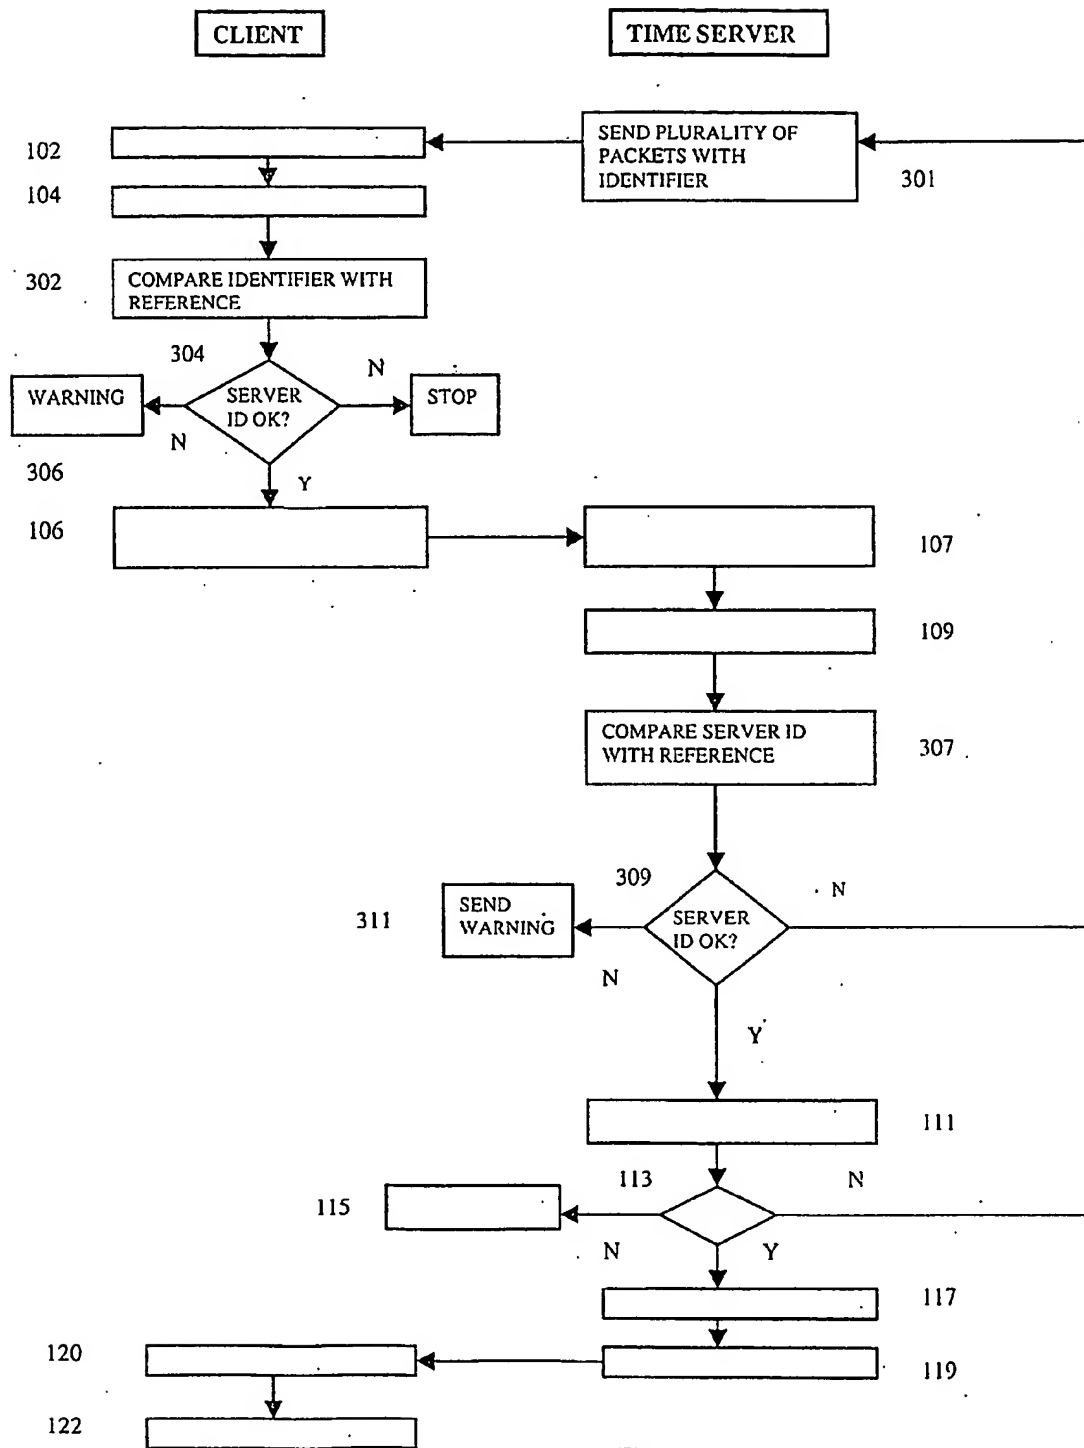 CLIENT
TIME SERVER
102
SEND PLURALITY OF
PACKETS WITH
IDENTIFIER
301
104
302
COMPARE IDENTIFIER WITH
REFERENCE
304
N
WARNING
SERVER
ID OK?
STOP
N
306
Y
106
107
109
COMPARE SERVER ID
WITH REFERENCE
307
309
N
311
SEND
WARNING
SERVER
ID OK?
N
Y
111
113
N
115
N
Y
117
120
119
122